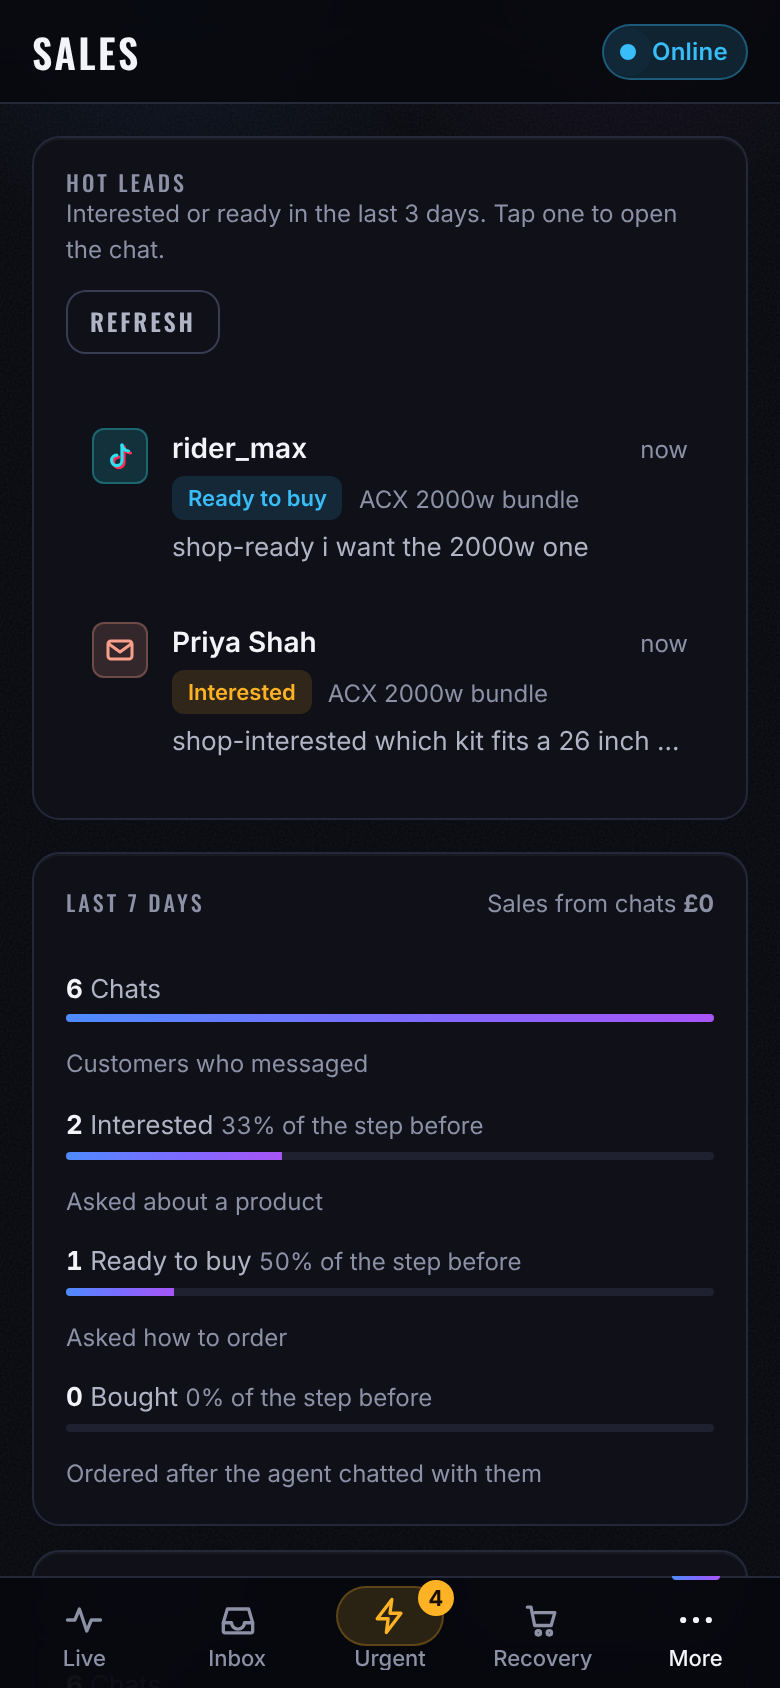 SALES
Online
HOT LEADS
Interested or ready in the last 3 days. Tap one to open
the chat.
REFRESH
rider_max
now
Ready to buy ACX 2000w bundle
shop-ready i want the 2000w one
Priya Shah
now
Interested ACX 2000w bundle
shop-interested which kit fits a 26 inch ...
LAST 7 DAYS
Sales from chats £0
6 Chats
Customers who messaged
2 Interested 33% of the step before
Asked about a product
1 Ready to buy 50% of the step before
Asked how to order
0 Bought 0% of the step before
Ordered after the agent chatted with them
4
Live
Inbox
Urgent
Recovery
More
6 Chats